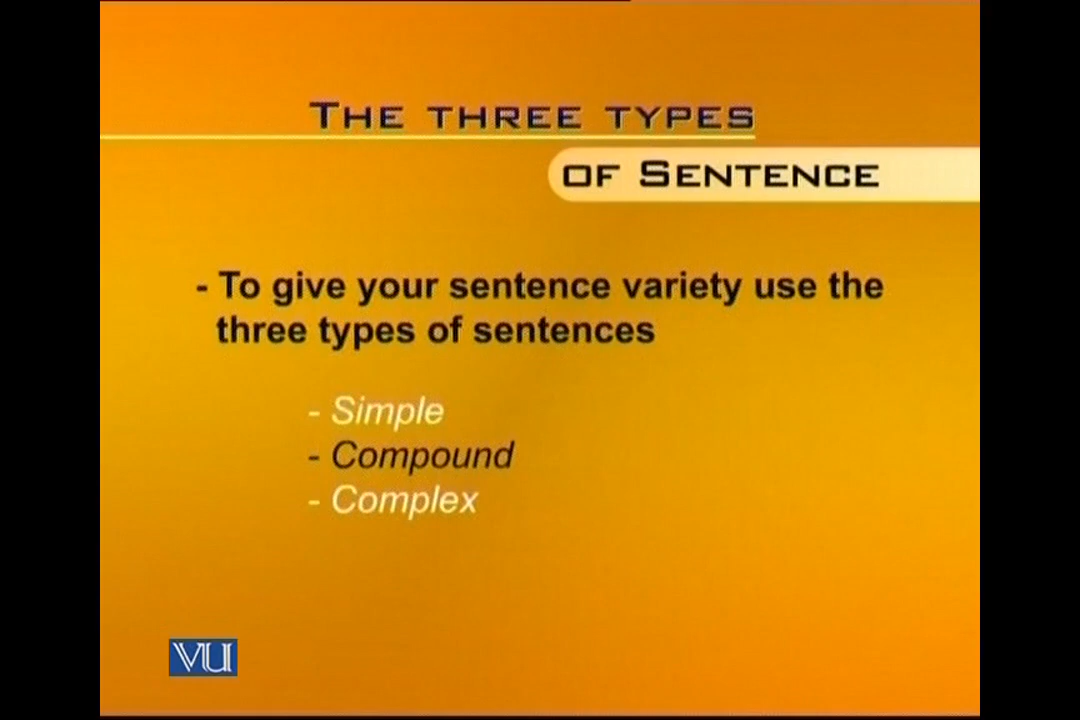 The three types
of Sentence
- To give your sentence variety use the
three types of sentences
- Simple
- Compound
- Complex
VU